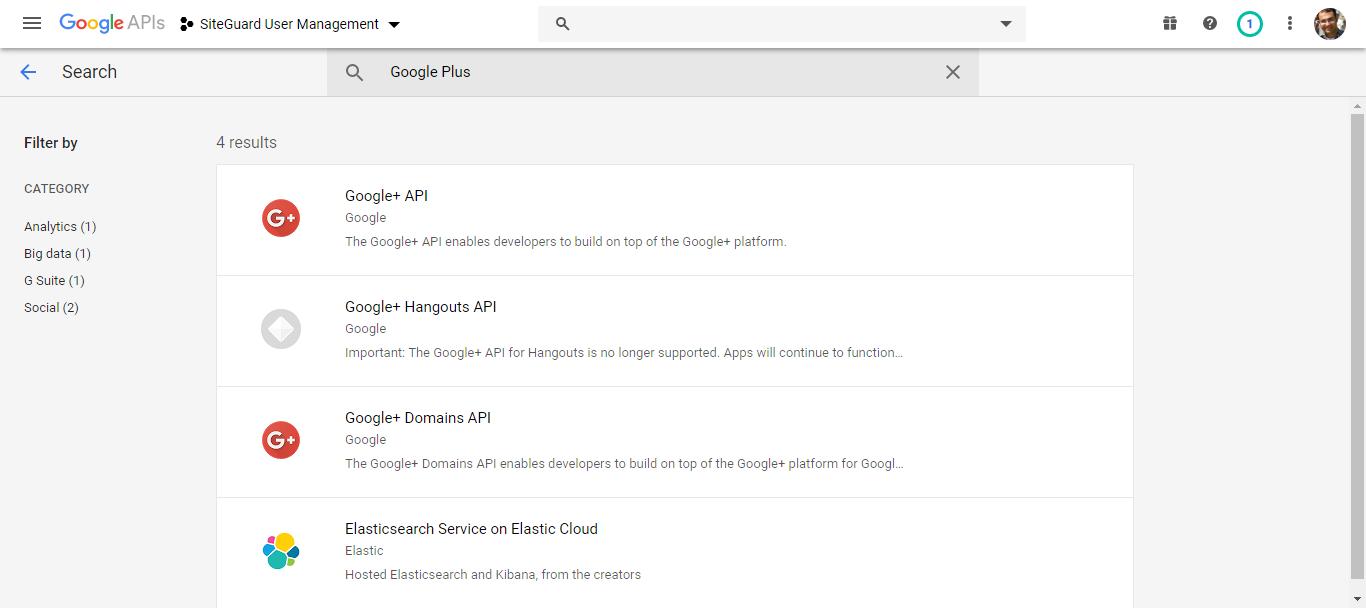 Google APIs
SiteGuard User Management
1
Search
Google Plus
Filter by
4 results
CATEGORY
Analytics (1)
Big data (1)
G Suite (1)
Social (2)
G+
Google+ API
Google
The Google+ API enables developers to build on top of the Google+ platform.
Google+ Hangouts API
Google
Important: The Google+ API for Hangouts is no longer supported. Apps will continue to function...
G+
Google+ Domains API
Google
The Google+ Domains API enables developers to build on top of the Google+ platform for Googl...
Elasticsearch Service on Elastic Cloud
Elastic
Hosted Elasticsearch and Kibana, from the creators